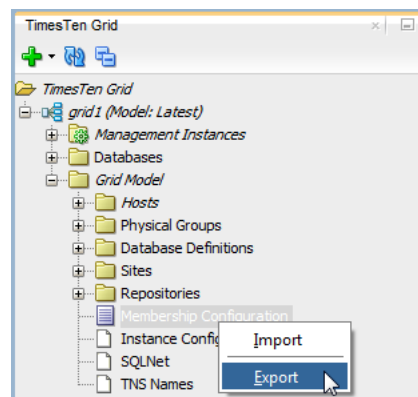 TimesTen Grid
TimesTen Grid
grid1 (Model: Latest)
Management Instances
Databases
Grid Model
Hosts
Physical Groups
Database Definitions
Sites
Repositories
Membership Configuration
Instance Config
Import
SQLNet
TNS Names
Export